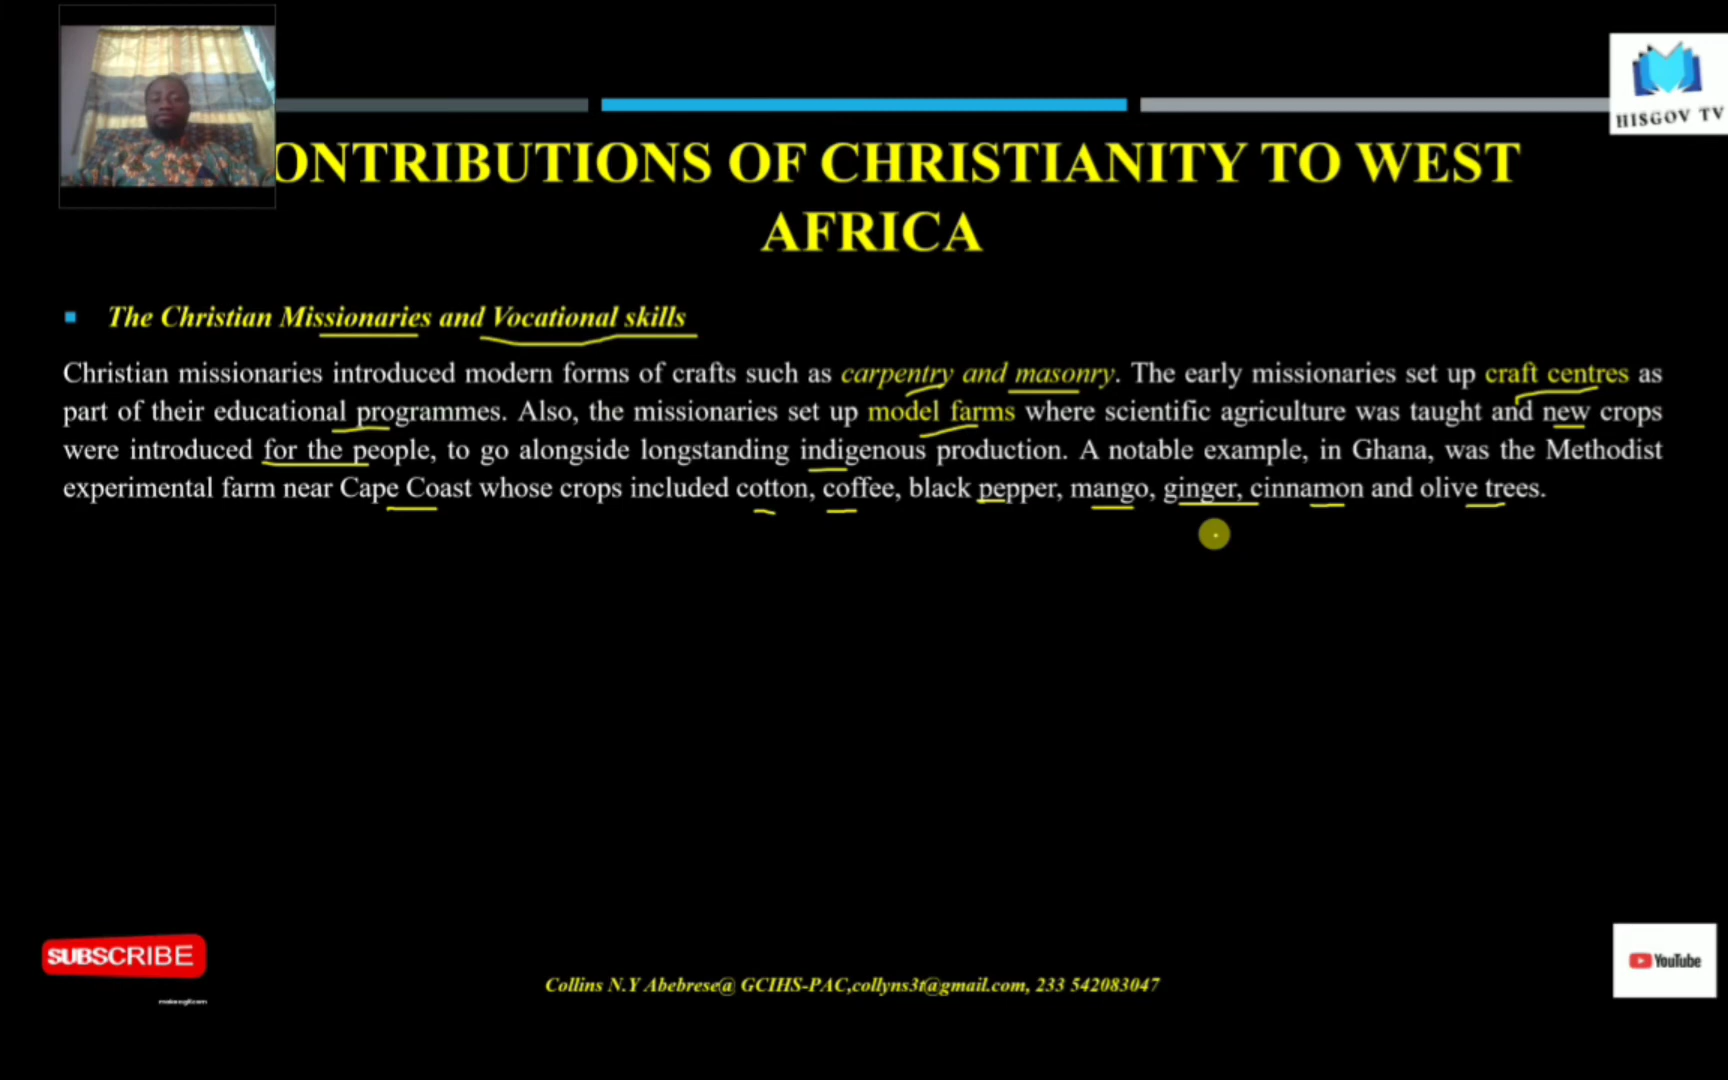 HISGOV TV
ONTRIBUTIONS OF CHRISTIANITY TO WEST
AFRICA
The Christian Missionaries and Vocational skills
Christian missionaries introduced modern forms of crafts such as carpentry and masonry. The early missionaries set up craft centres as
part of their educational programmes. Also, the missionaries set up model farms where scientific agriculture was taught and new crops
were introduced for the people, to go alongside longstanding indigenous production. A notable example, in Ghana, was the Methodist
experimental farm near Cape Coast whose crops included cotton, coffee, black pepper, mango, ginger, cinnamon and olive trees.
SUBSCRIBE
makeagif.com
YouTube
Collins N.Y Abebrese@ GCIHS-PAC,collyns3t@gmail.com, 233 542083047